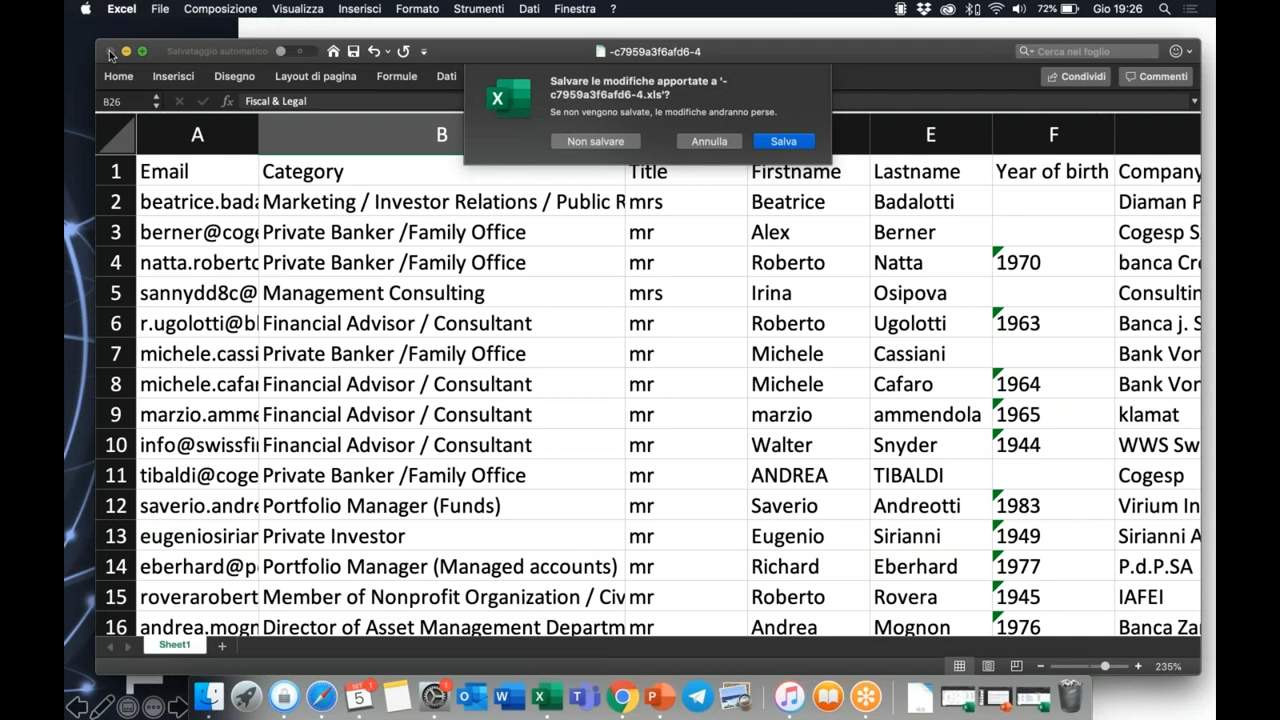 Excel File Composizione Visualizza Inserisci Formato Strumenti Dati Finestra ? 72% Gio 19:26
Salvataggio automatico -c7959a3f6afd6-4 Cerca nel foglio
Home Inserisci Disegno Layout di pagina Formule Dati Condividi Commenti
Salvare le modifiche apportate a '-
c7959a3f6afd6-4.xls'?
Se non vengono salvate, le modifiche andranno perse.
Non salvare Annulla Salva
B26 fx Fiscal & Legal
A B E F
1 Email Category Title Firstname Lastname Year of birth Company
2 beatrice.bada Marketing / Investor Relations / Public R mrs Beatrice Badalotti Diaman P
3 berner@coge Private Banker /Family Office mr Alex Berner Cogesp S
4 natta.roberto Private Banker /Family Office mr Roberto Natta 1970 banca Cre
5 sannydd8c@ Management Consulting mrs Irina Osipova Consultin
6 r.ugolotti@bl Financial Advisor / Consultant mr Roberto Ugolotti 1963 Banca j. S
7 michele.cassi Private Banker /Family Office mr Michele Cassiani Bank Von
8 michele.cafar Financial Advisor / Consultant mr Michele Cafaro 1964 Bank Von
9 marzio.amme Financial Advisor / Consultant mr marzio ammendola 1965 klamat
10 info@swissfi Financial Advisor / Consultant mr Walter Snyder 1944 WWS Sw
11 tibaldi@coge Private Banker /Family Office mr ANDREA TIBALDI Cogesp
12 saverio.andre Portfolio Manager (Funds) mr Saverio Andreotti 1983 Virium In
13 eugeniosirian Private Investor mr Eugenio Sirianni 1949 Sirianni A
14 eberhard@p Portfolio Manager (Managed accounts) mr Richard Eberhard 1977 P.d.P.SA
15 roverarobert Member of Nonprofit Organization / Civ mr Roberto Rovera 1945 IAFEI
16 andrea.mogn Director of Asset Management Departm mr Andrea Mognon 1976 Banca Zar
Sheet1 +
235%
SET 1
5